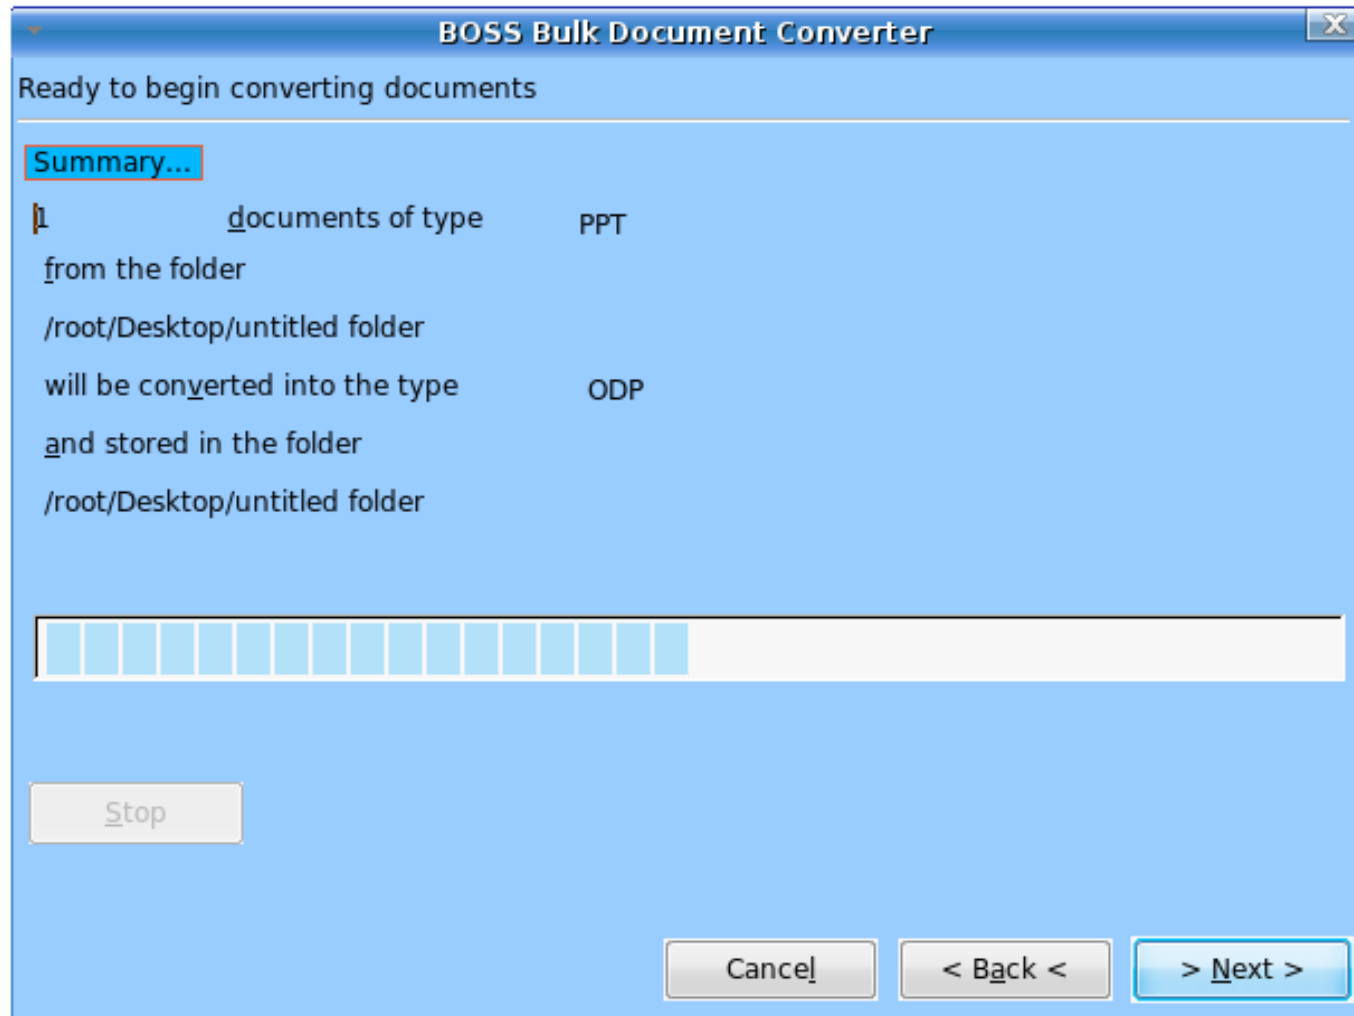 BOSS Bulk Document Converter
Ready to begin converting documents
Summary...
1 documents of type PPT
from the folder
/root/Desktop/untitled folder
will be converted into the type ODP
and stored in the folder
/root/Desktop/untitled folder
Stop
Cancel < Back < > Next >